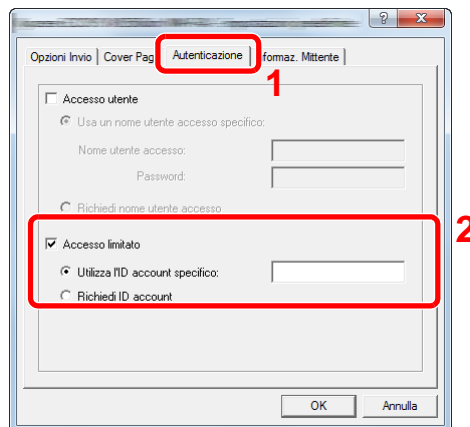 Opzioni Invio Cover Pag Autenticazione formaz. Mittente
1
Accesso utente
Usa un nome utente accesso specifico:
Nome utente accesso:
Password:
Richiedi nome utente accesso
2
Accesso limitato
Utilizza l'ID account specifico:
Richiedi ID account
OK Annulla